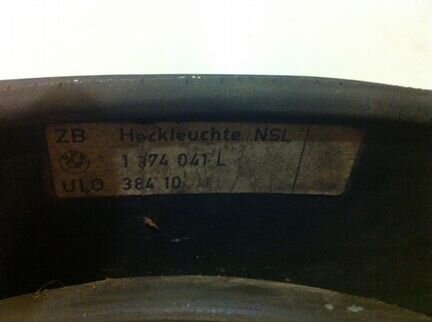 ZB Heckleuchte NSL
1 374 041 L
ULO 384 10